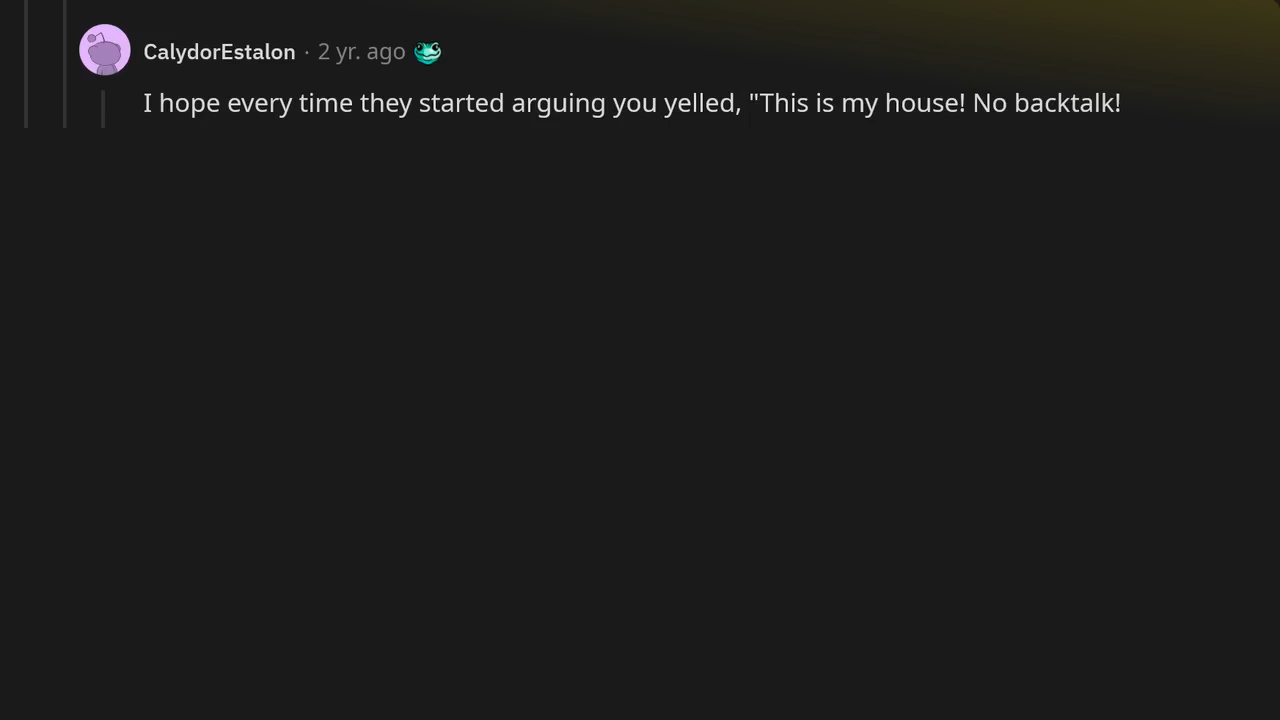 CalydorEstalon · 2 yr. ago
I hope every time they started arguing you yelled, "This is my house! No backtalk!